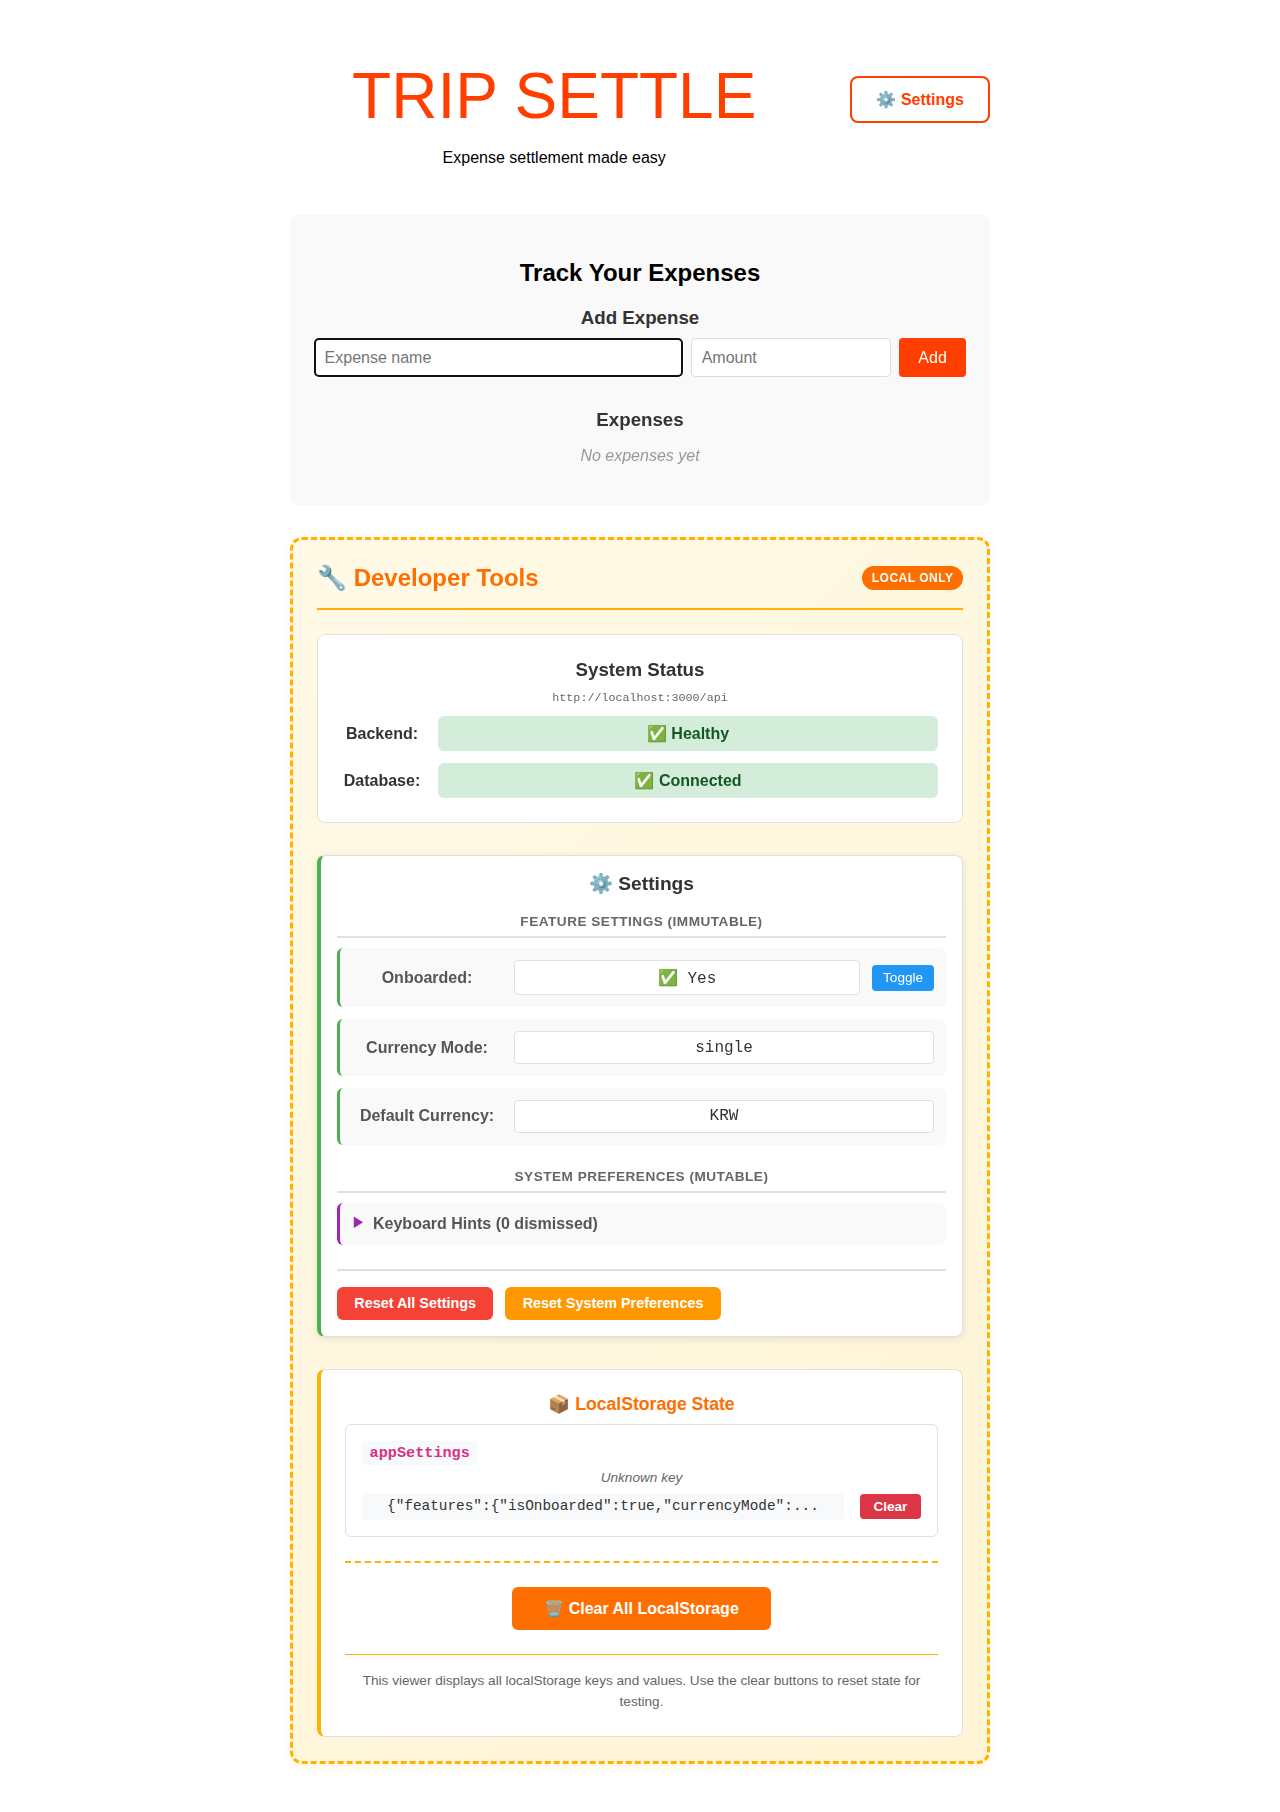 TRIP SETTLE
⚙️ Settings
Expense settlement made easy
Track Your Expenses
Add Expense
Expense name
Amount
Add
Expenses
No expenses yet
🔧 Developer Tools
LOCAL ONLY
System Status
http://localhost:3000/api
Backend:
✅ Healthy
Database:
✅ Connected
⚙️ Settings
FEATURE SETTINGS (IMMUTABLE)
Onboarded:
✅ Yes
Toggle
Currency Mode:
single
Default Currency:
KRW
SYSTEM PREFERENCES (MUTABLE)
▶ Keyboard Hints (0 dismissed)
Reset All Settings
Reset System Preferences
📦 LocalStorage State
appSettings
Unknown key
{"features":{"isOnboarded":true,"currencyMode":...
Clear
🗑️ Clear All LocalStorage
This viewer displays all localStorage keys and values. Use the clear buttons to reset state for
testing.